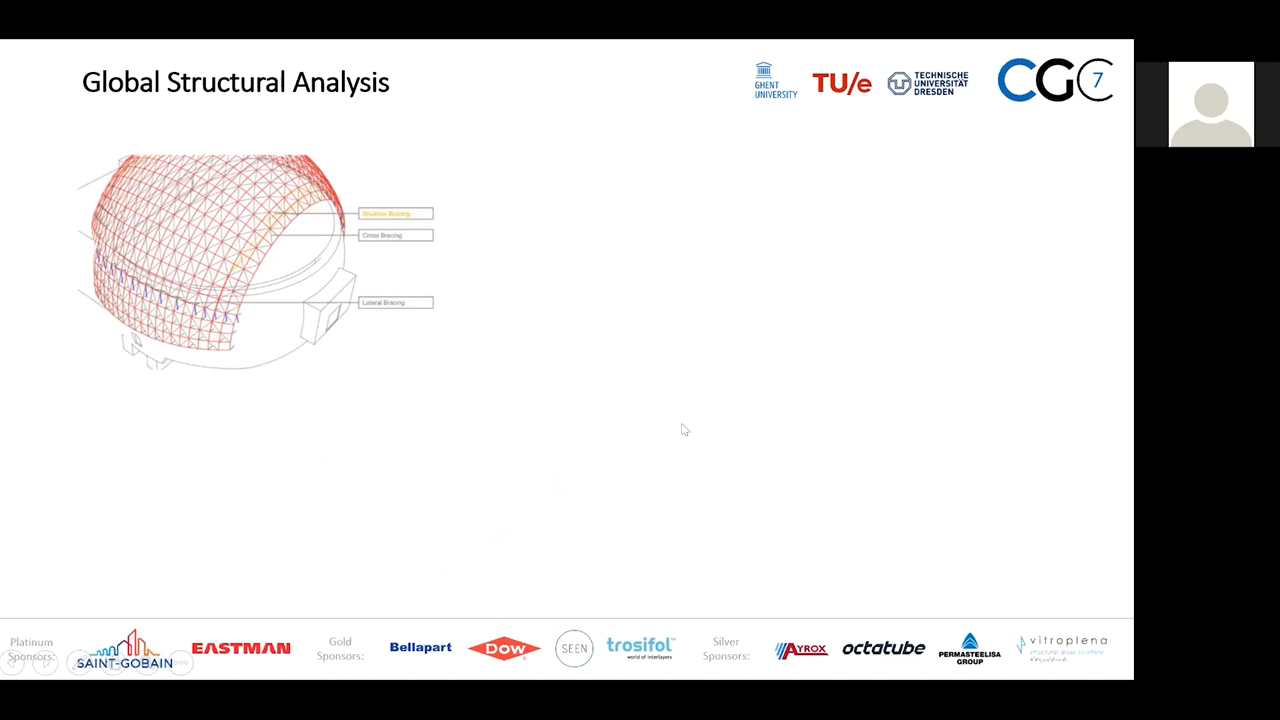 Global Structural Analysis
GHENT
UNIVERSITY
TU/e
TECHNISCHE
UNIVERSITÄT
DRESDEN
CGC 7
Shukhov Bracing
Cross Bracing
Lateral Bracing
Platinum
Sponsors:
SAINT-GOBAIN
EASTMAN
Gold
Sponsors:
Bellapart
DOW
SEEN
trosifol
world of interlayers
Silver
Sponsors:
AYROX
octatube
PERMASTEELISA
GROUP
vitroplena
structural glass solutions